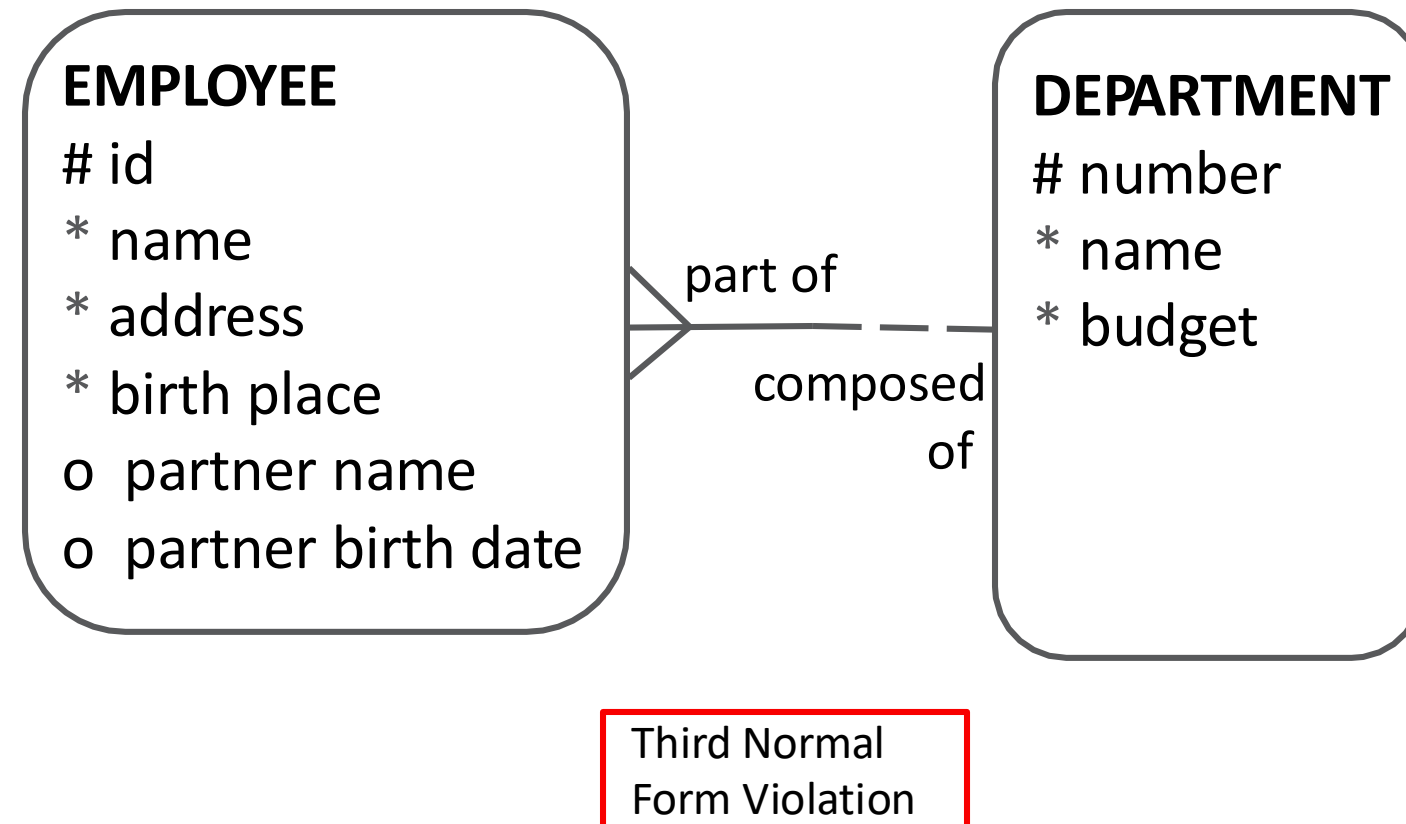 EMPLOYEE
# id
* name
* address
* birth place
o partner name
o partner birth date
part of
composed
of
DEPARTMENT
# number
* name
* budget
Third Normal
Form Violation